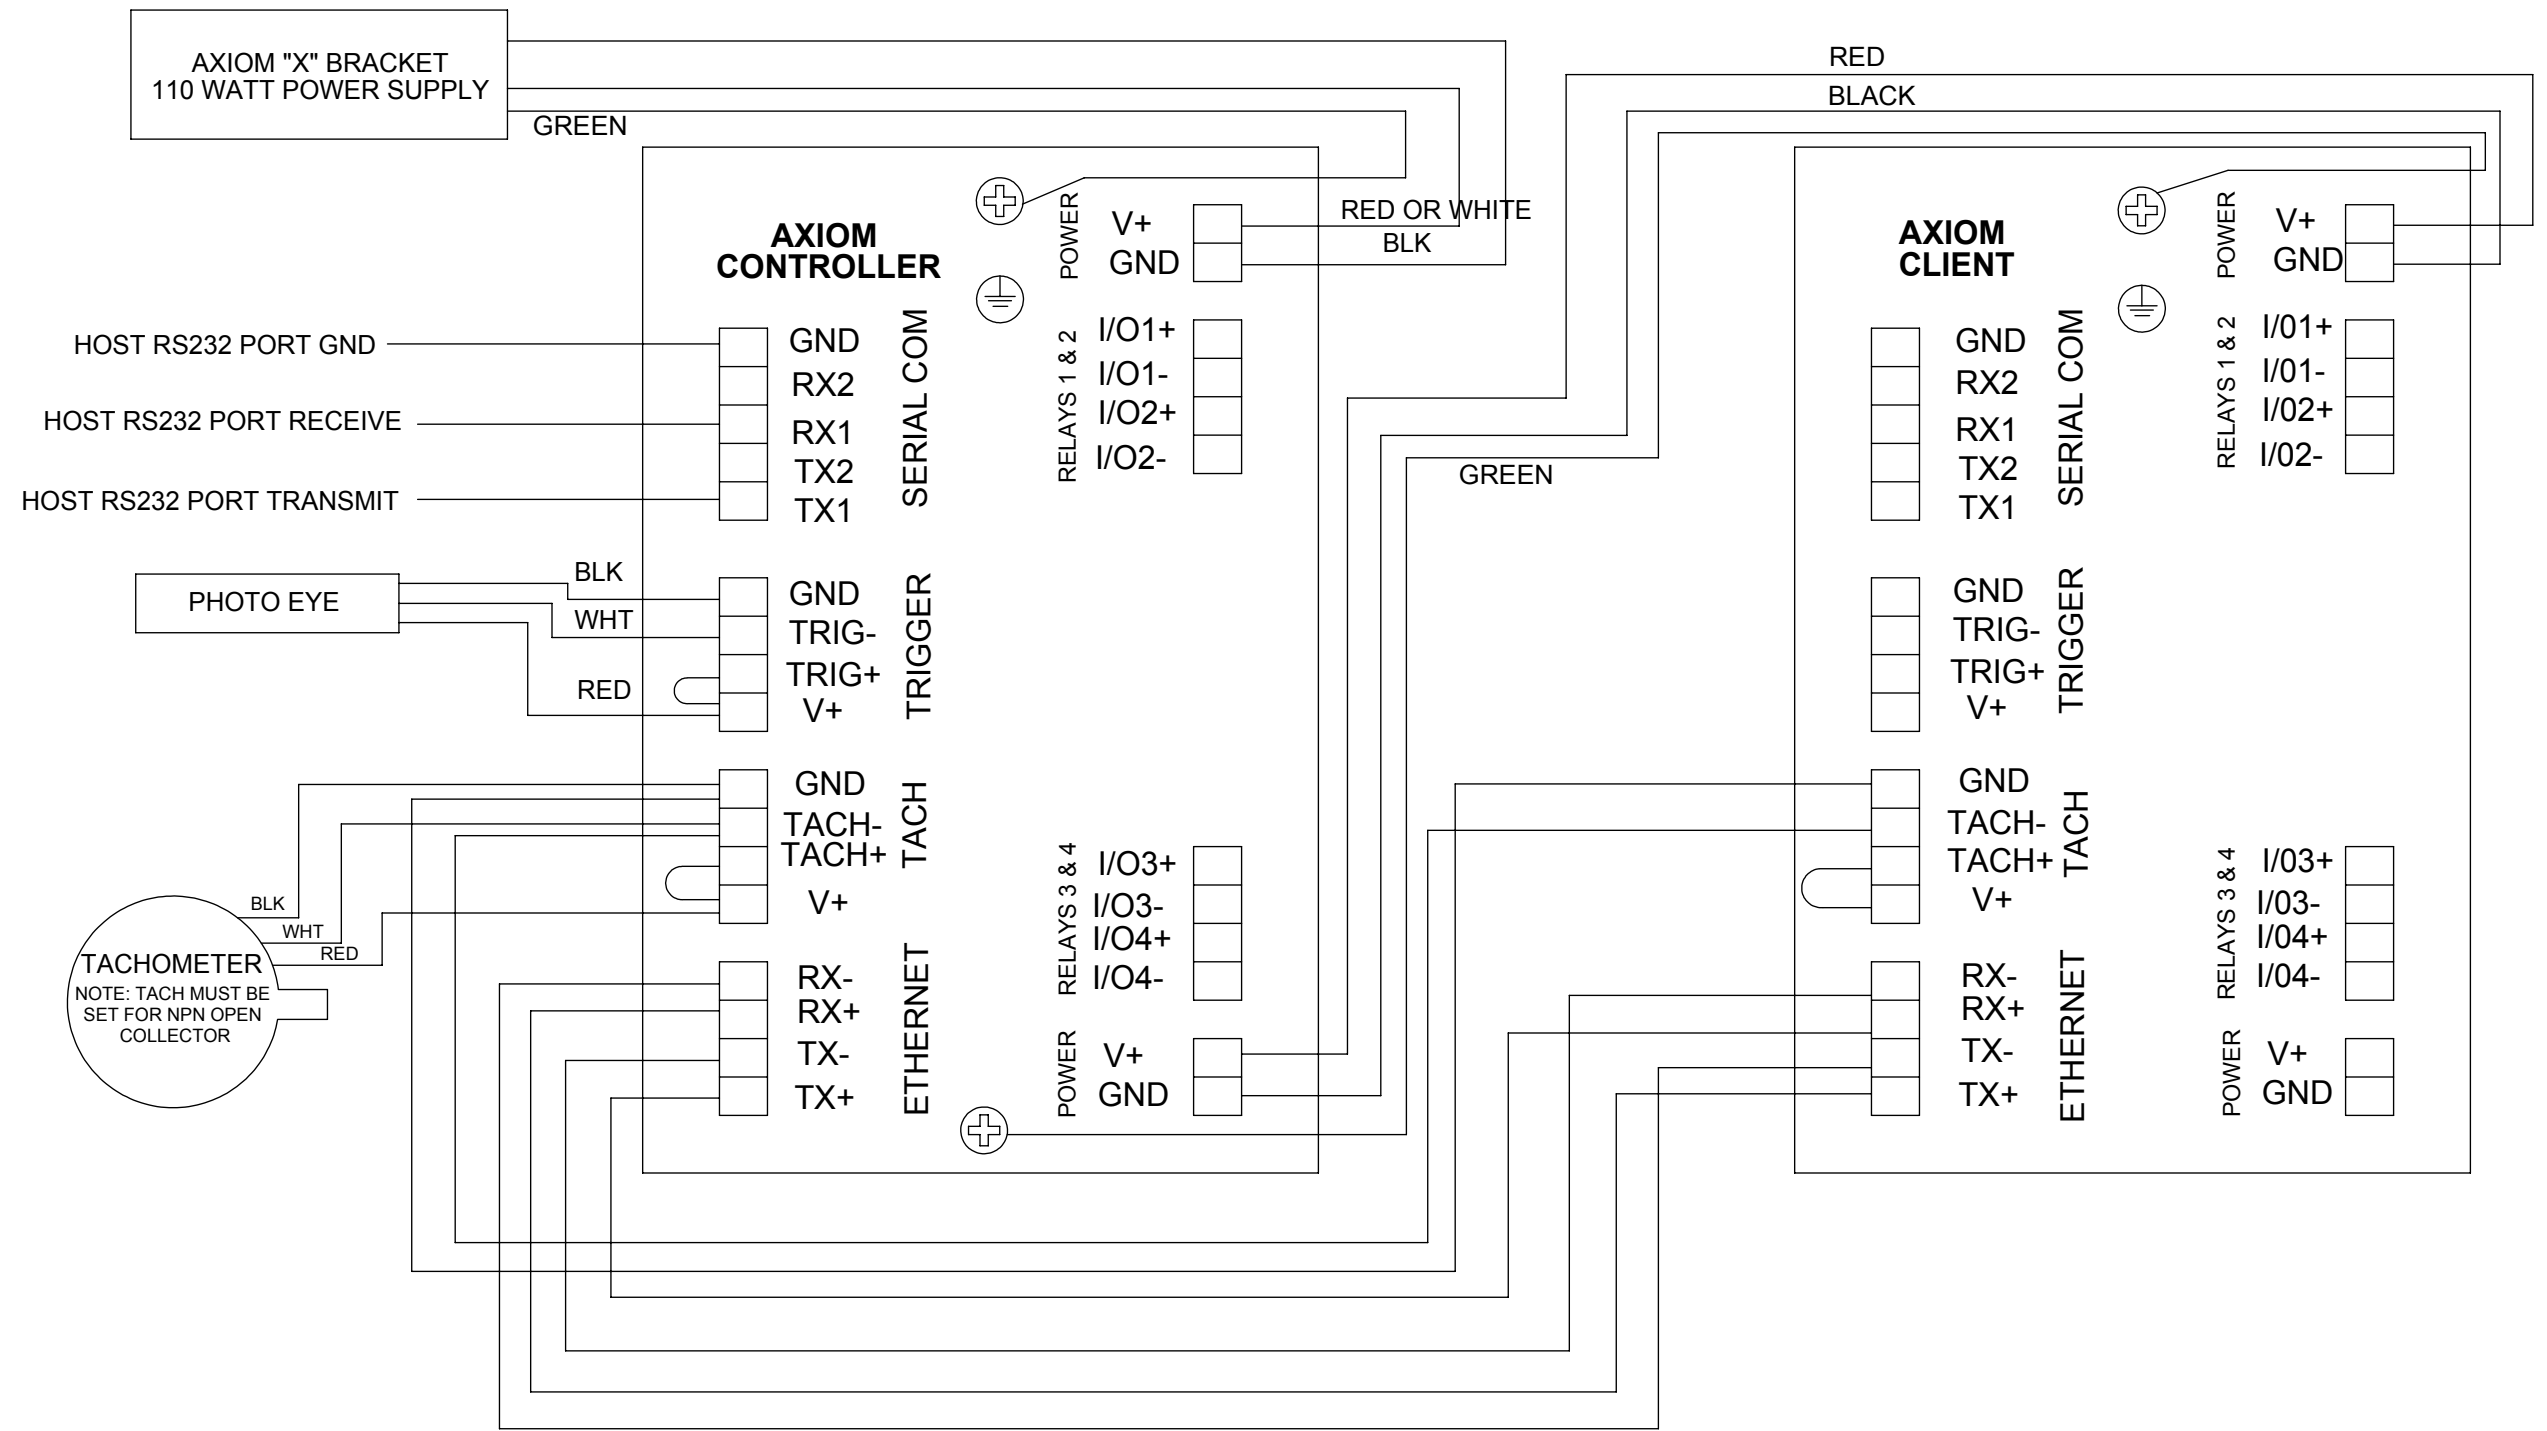 AXIOM "X" BRACKET
110 WATT POWER SUPPLY
GREEN
RED
BLACK
RED OR WHITE
BLK
GREEN
HOST RS232 PORT GND
HOST RS232 PORT RECEIVE
HOST RS232 PORT TRANSMIT
PHOTO EYE
BLK
WHT
RED
BLK
WHT
RED
TACHOMETER
NOTE: TACH MUST BE
SET FOR NPN OPEN
COLLECTOR
AXIOM
CONTROLLER
GND
RX2
RX1
TX2
TX1
SERIAL COM
GND
TRIG-
TRIG+
V+
TRIGGER
GND
TACH-
TACH+
V+
TACH
RX-
RX+
TX-
TX+
ETHERNET
POWER
V+
GND
RELAYS 1 & 2
I/O1+
I/O1-
I/O2+
I/O2-
RELAYS 3 & 4
I/O3+
I/O3-
I/O4+
I/O4-
POWER
V+
GND
AXIOM
CLIENT
GND
RX2
RX1
TX2
TX1
SERIAL COM
GND
TRIG-
TRIG+
V+
TRIGGER
GND
TACH-
TACH+
V+
TACH
RX-
RX+
TX-
TX+
ETHERNET
POWER
V+
GND
RELAYS 1 & 2
I/01+
I/01-
I/02+
I/02-
RELAYS 3 & 4
I/03+
I/03-
I/04+
I/04-
POWER
V+
GND